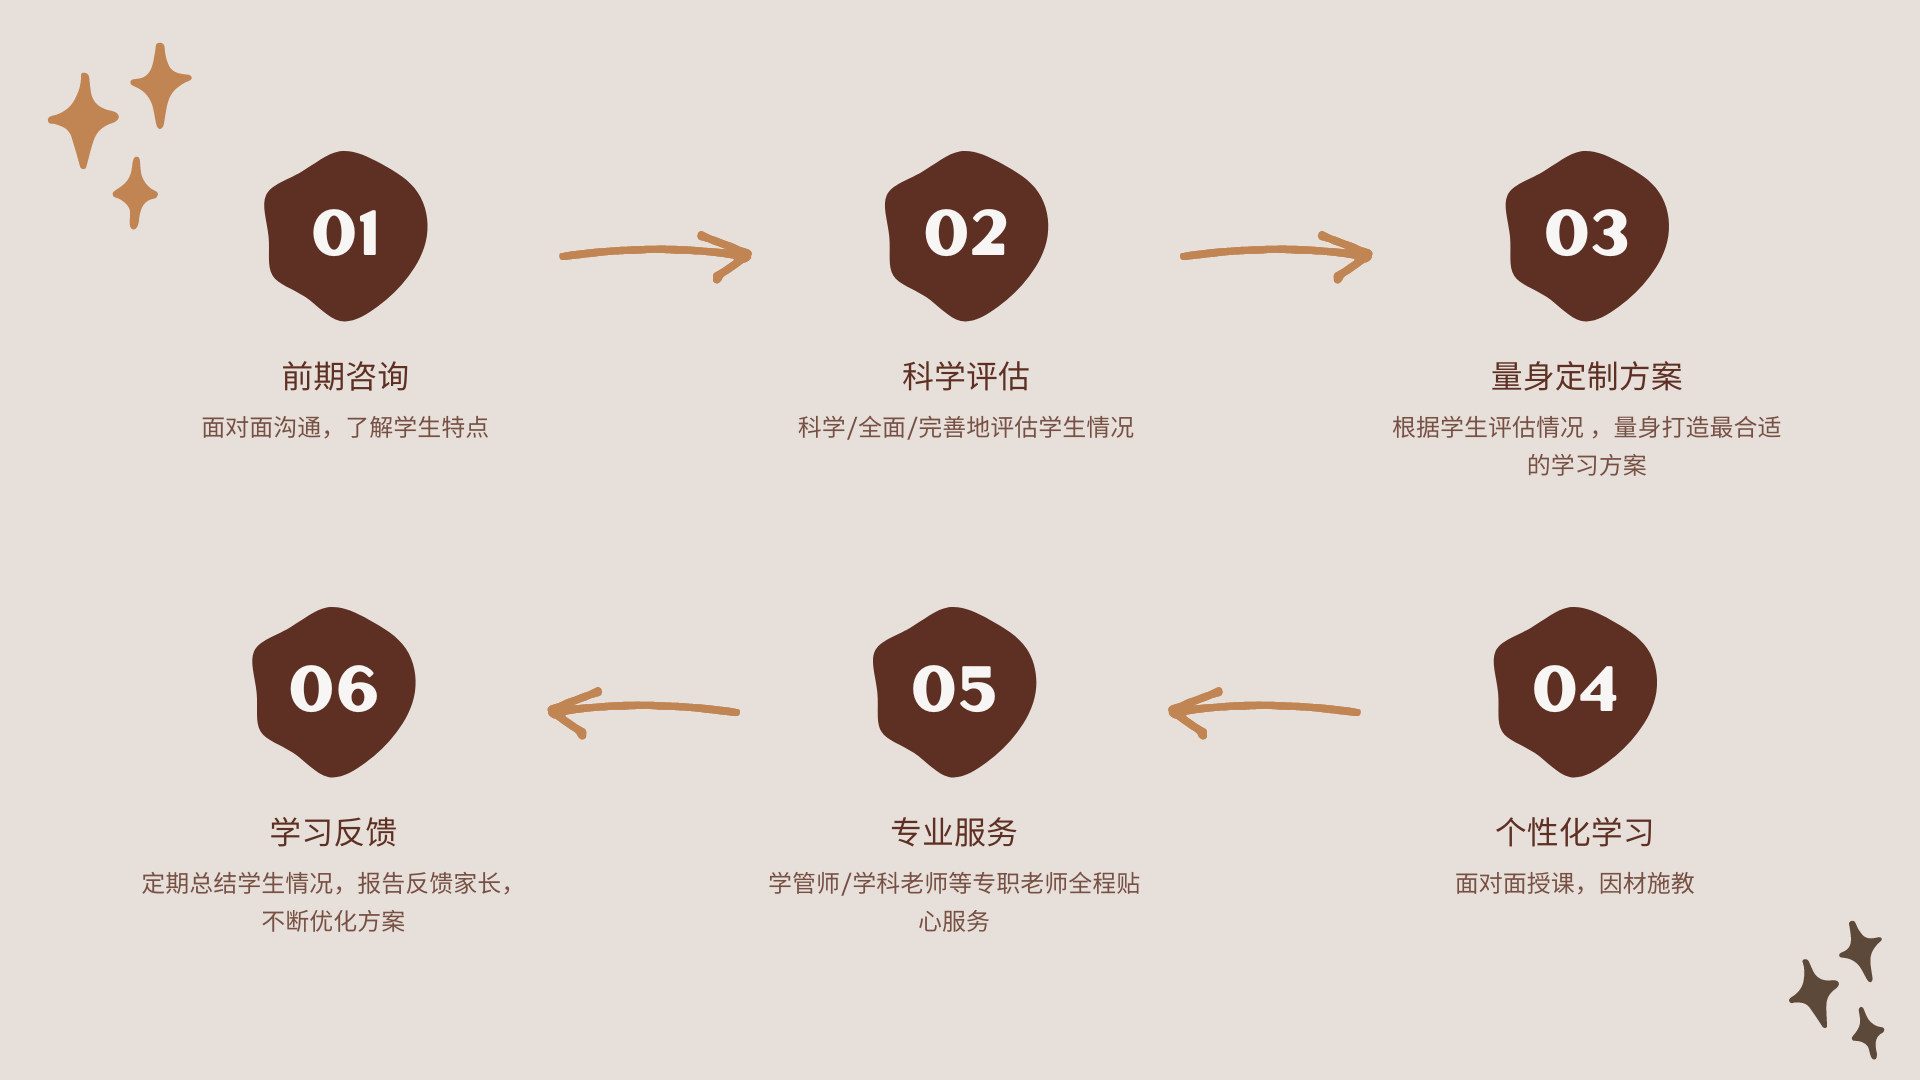 01
前期咨询
面对面沟通，了解学生特点
02
科学评估
科学/全面/完善地评估学生情况
03
量身定制方案
根据学生评估情况 ，量身打造最合适
的学习方案
04
个性化学习
面对面授课，因材施教
05
专业服务
学管师/学科老师等专职老师全程贴
心服务
06
学习反馈
定期总结学生情况，报告反馈家长，
不断优化方案